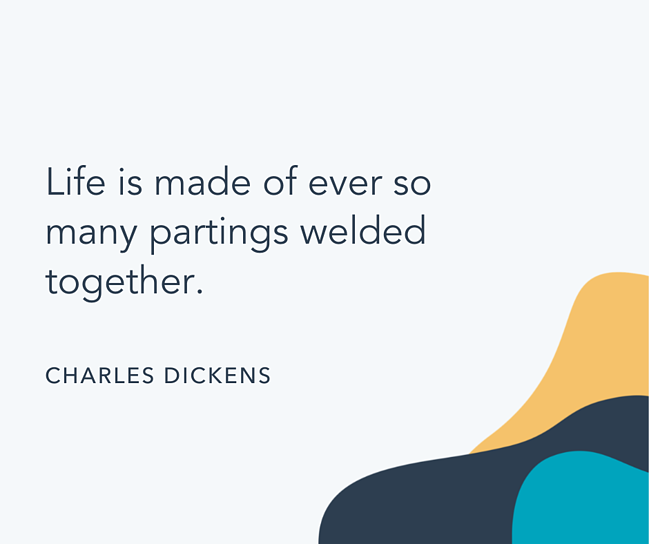 Life is made of ever so
many partings welded
together.
CHARLES DICKENS